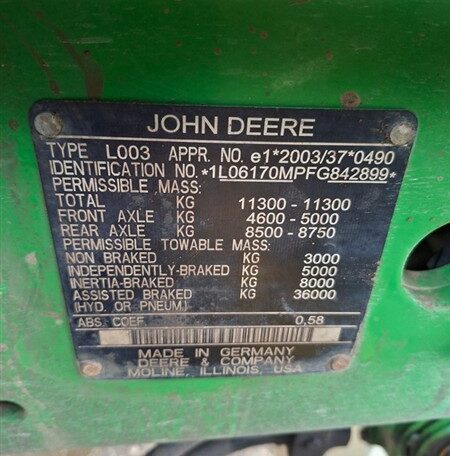 JOHN DEERE
TYPE L003 APPR. NO. e1*2003/37*0490
IDENTIFICATION NO. *1L06170MPFG842899*
PERMISSIBLE MASS:
TOTAL KG 11300 - 11300
FRONT AXLE KG 4600 - 5000
REAR AXLE KG 8500 - 8750
PERMISSIBLE TOWABLE MASS:
NON BRAKED KG 3000
INDEPENDENTLY-BRAKED KG 5000
INERTIA-BRAKED KG 8000
ASSISTED BRAKED KG 36000
(HYD. OR PNEUM.)
ABS. COEF. 0,58
MADE IN GERMANY
DEERE & COMPANY
MOLINE, ILLINOIS, USA